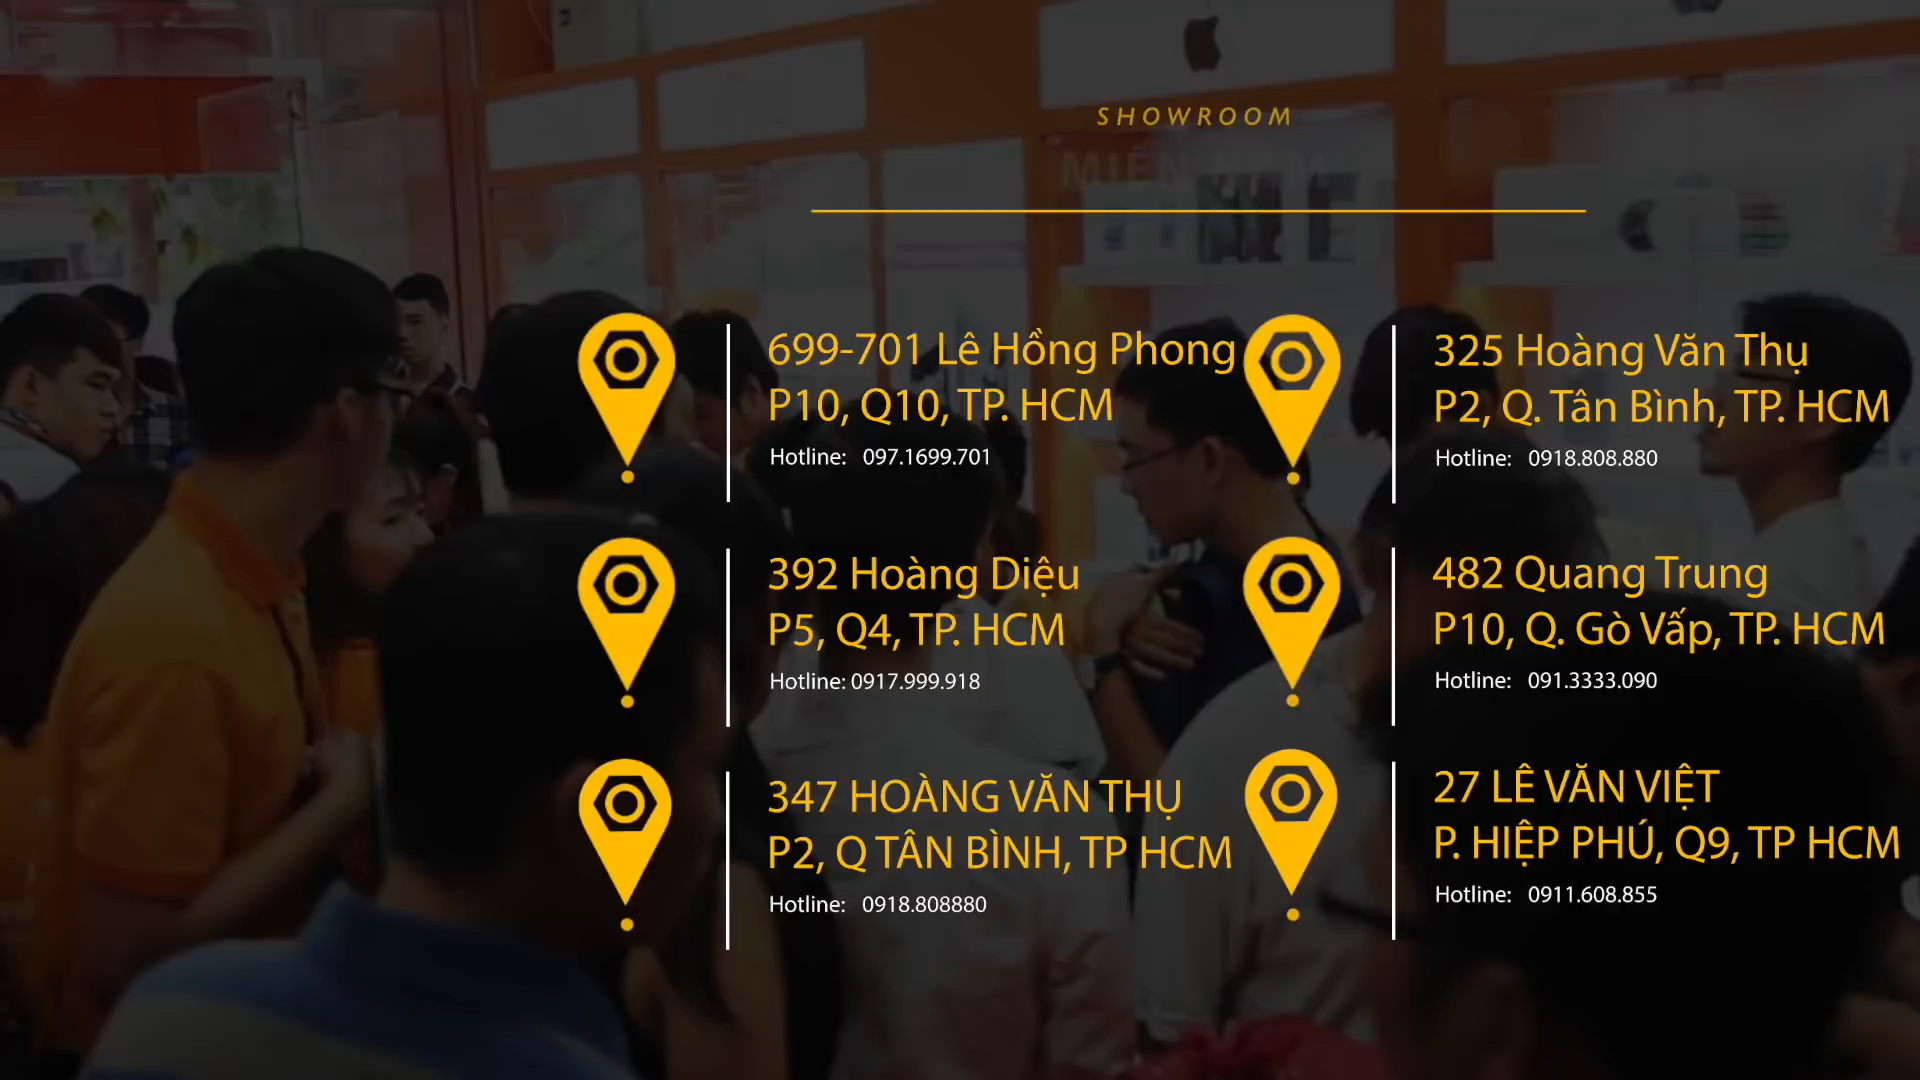 SHOWROOM
MIỀN NAM
699-701 Lê Hồng Phong
P10, Q10, TP. HCM
Hotline: 097.1699.701
325 Hoàng Văn Thụ
P2, Q. Tân Bình, TP. HCM
Hotline: 0918.808.880
392 Hoàng Diệu
P5, Q4, TP. HCM
Hotline: 0917.999.918
482 Quang Trung
P10, Q. Gò Vấp, TP. HCM
Hotline: 091.3333.090
347 HOÀNG VĂN THỤ
P2, Q TÂN BÌNH, TP HCM
Hotline: 0918.808880
27 LÊ VĂN VIỆT
P. HIỆP PHÚ, Q9, TP HCM
Hotline: 0911.608.855